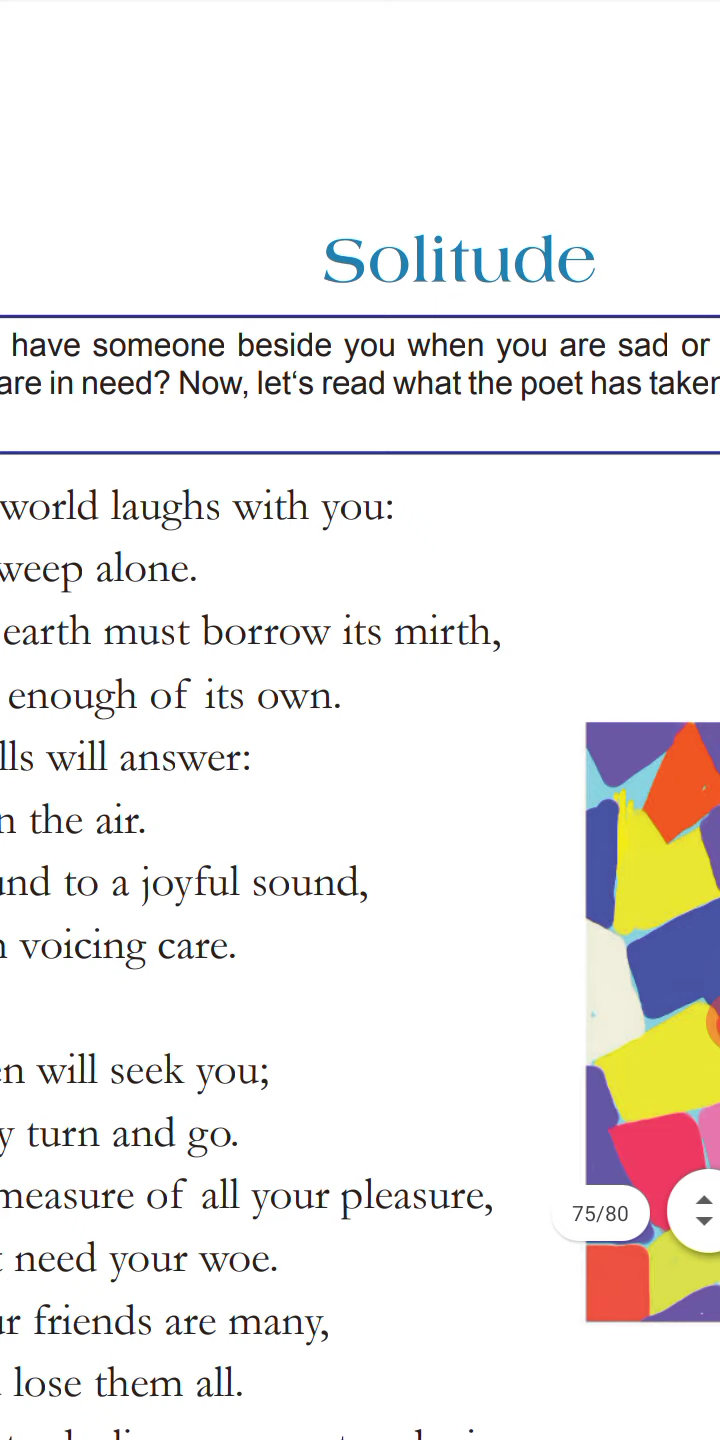 Solitude
have someone beside you when you are sad or
are in need? Now, let‘s read what the poet has taken
world laughs with you:
weep alone.
earth must borrow its mirth,
enough of its own.
lls will answer:
n the air.
und to a joyful sound,
voicing care.
en will seek you;
y turn and go.
measure of all your pleasure,
need your woe.
ur friends are many,
lose them all.
75/80